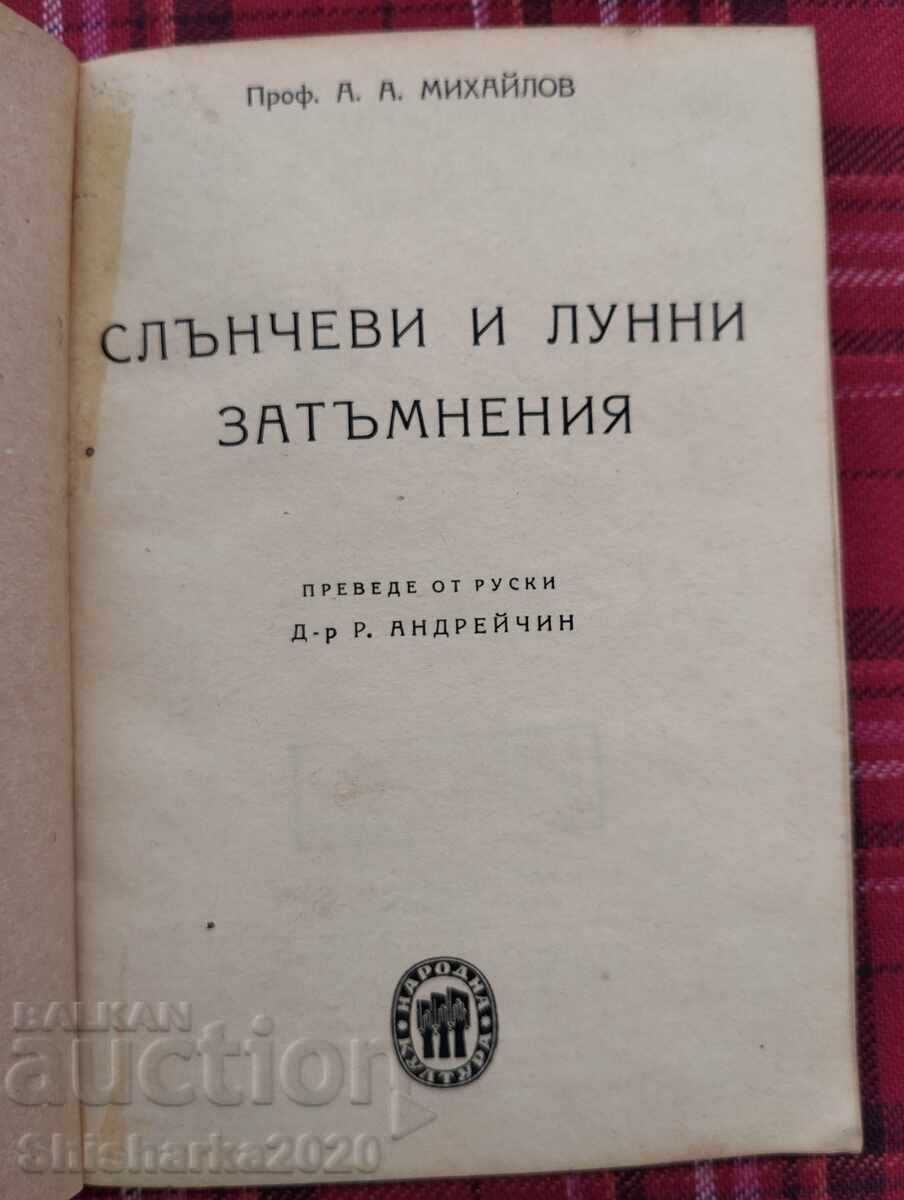 Проф. А. А. МИХАЙЛОВ
СЛЪНЧЕВИ И ЛУННИ
ЗАТЪМНЕНИЯ
ПРЕВЕДЕ ОТ РУСКИ
Д-р Р. АНДРЕЙЧИН
НАРОДНА
КУЛТУРА
BALKAN
auction
Shisharka2020